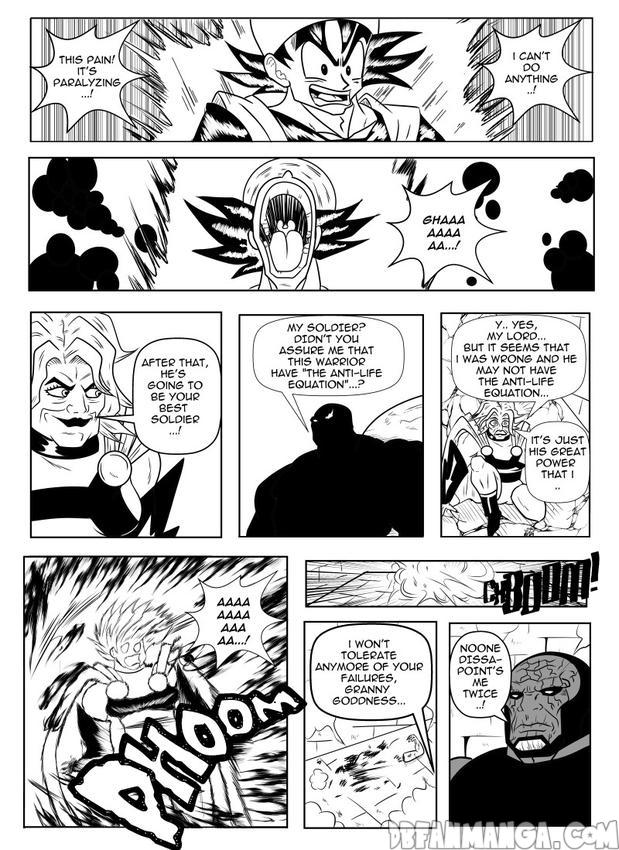 THIS PAIN!
IT'S
PARALYZING
...!
I CAN'T
DO
ANYTHING
...!
GHAAA
AAAAA
AA....!
AFTER THAT,
HE'S
GOING TO
BE YOUR
BEST
SOLDIER
....!
MY SOLDIER?
DIDN'T YOU
ASSURE ME THAT
THIS WARRIOR
HAVE "THE ANTI-LIFE
EQUATION"...?
Y.. YES,
MY LORD...
BUT IT SEEMS THAT
I WAS WRONG AND HE
MAY NOT HAVE
THE ANTI-LIFE
EQUATION...
IT'S JUST
HIS GREAT
POWER
THAT I
..
AAAA
AAAAA
AAA
AA....!
PHOOM
BOOM!
I WON'T
TOLERATE
ANYMORE OF YOUR
FAILURES,
GRANNY
GODDNESS...
NOONE
DISSA-
POINT'S
ME
TWICE
..!
DBFANMANGA.COM